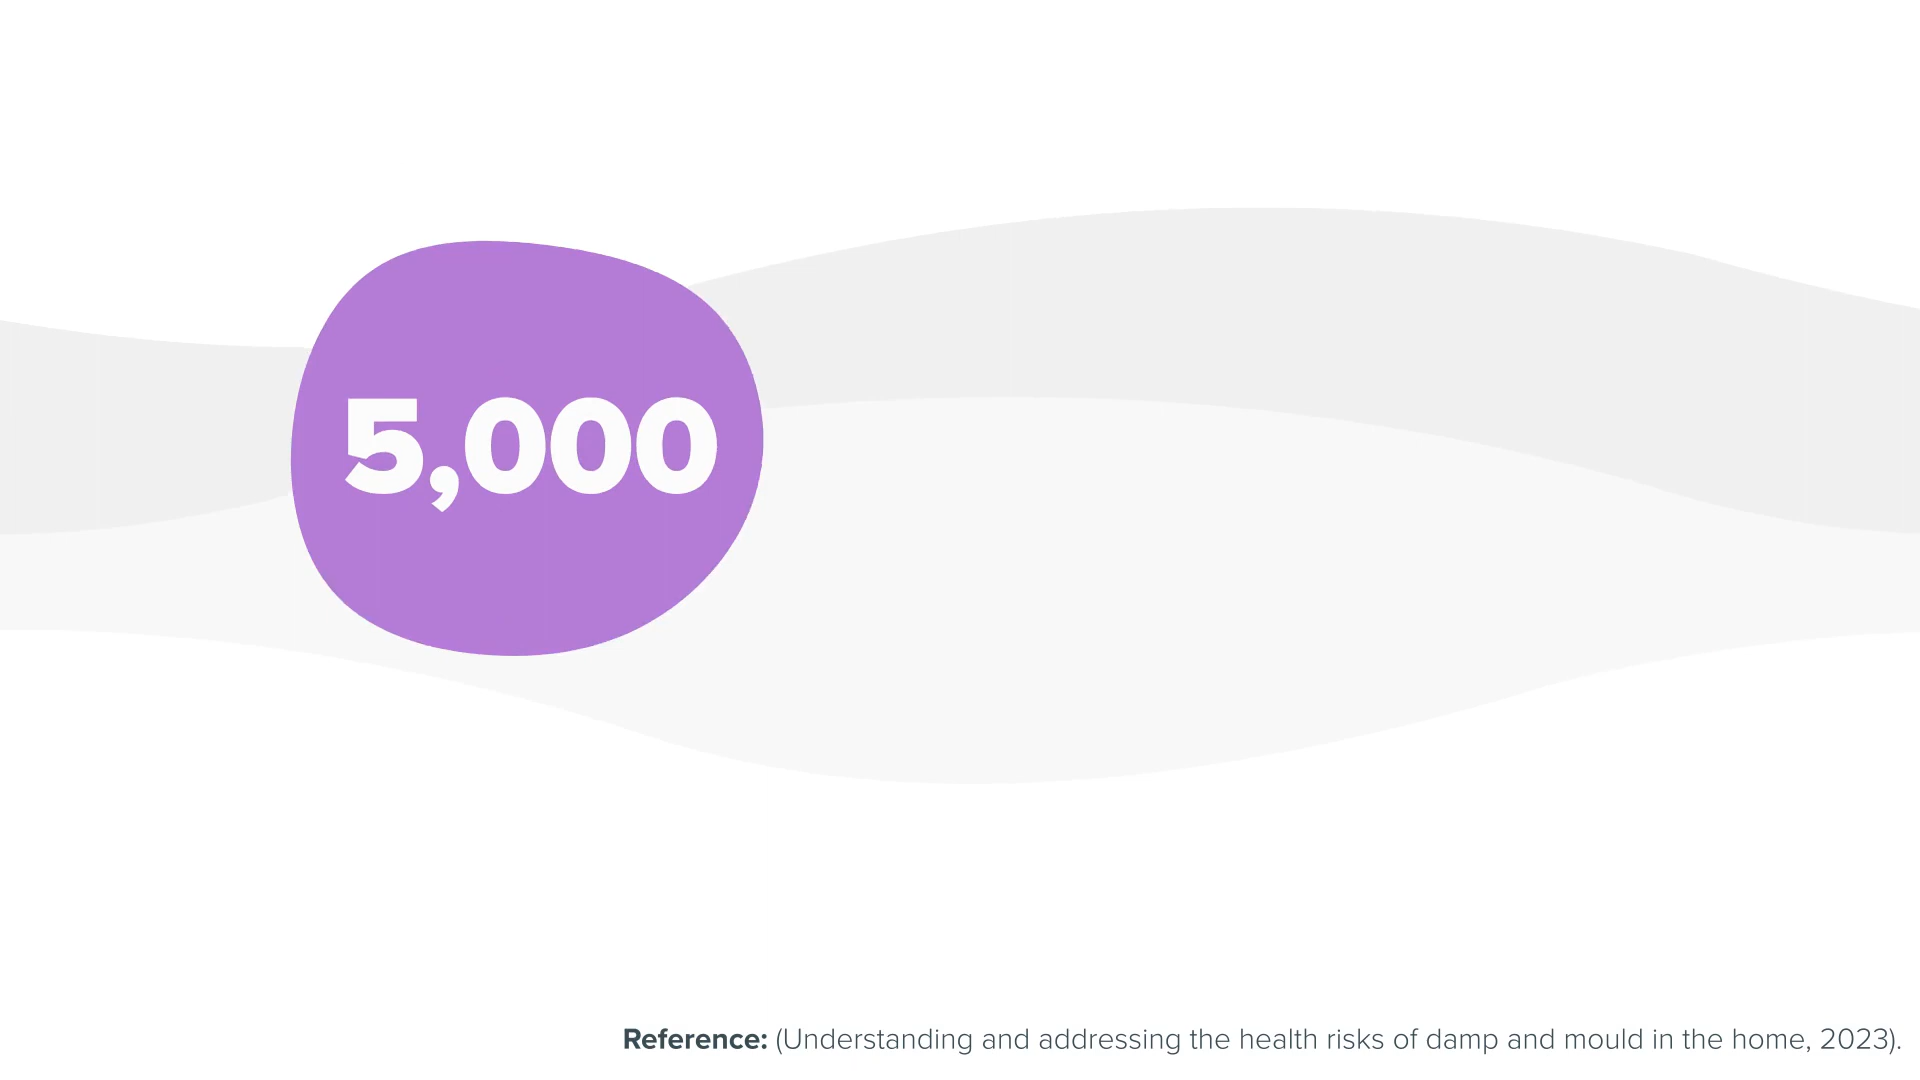 5,000
Reference: (Understanding and addressing the health risks of damp and mould in the home, 2023).